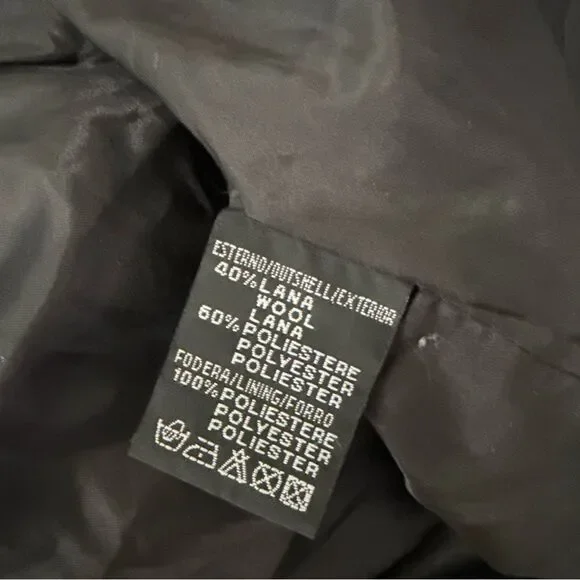 ESTERNO/OUTSHELL/EXTERIOR
40%LANA
WOOL
LANA
60%POLIESTERE
POLYESTER
POLIESTER
FODERA/LINING/FORRO
100%POLIESTERE
POLYESTER
POLIESTER